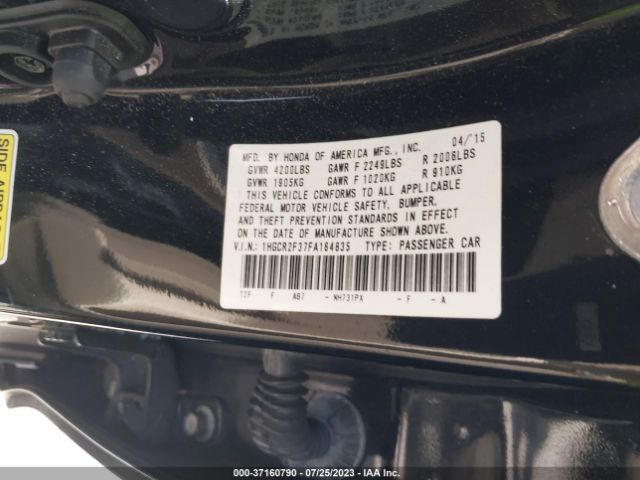 SIDE AIRBAG
MFD. BY HONDA OF AMERICA MFG., INC. 04/15
GVWR 4200LBS GAWR F 2249LBS R 2006LBS
GVWR 1905KG GAWR F 1020KG R 910KG
THIS VEHICLE CONFORMS TO ALL APPLICABLE
FEDERAL MOTOR VEHICLE SAFETY, BUMPER,
AND THEFT PREVENTION STANDARDS IN EFFECT
ON THE DATE OF MANUFACTURE SHOWN ABOVE.
V.I.N.: 1HGCR2F37FA164835 TYPE: PASSENGER CAR
T2F F AB7 - NH731PX - F - A
000-37160790 - 07/25/2023 - IAA Inc.